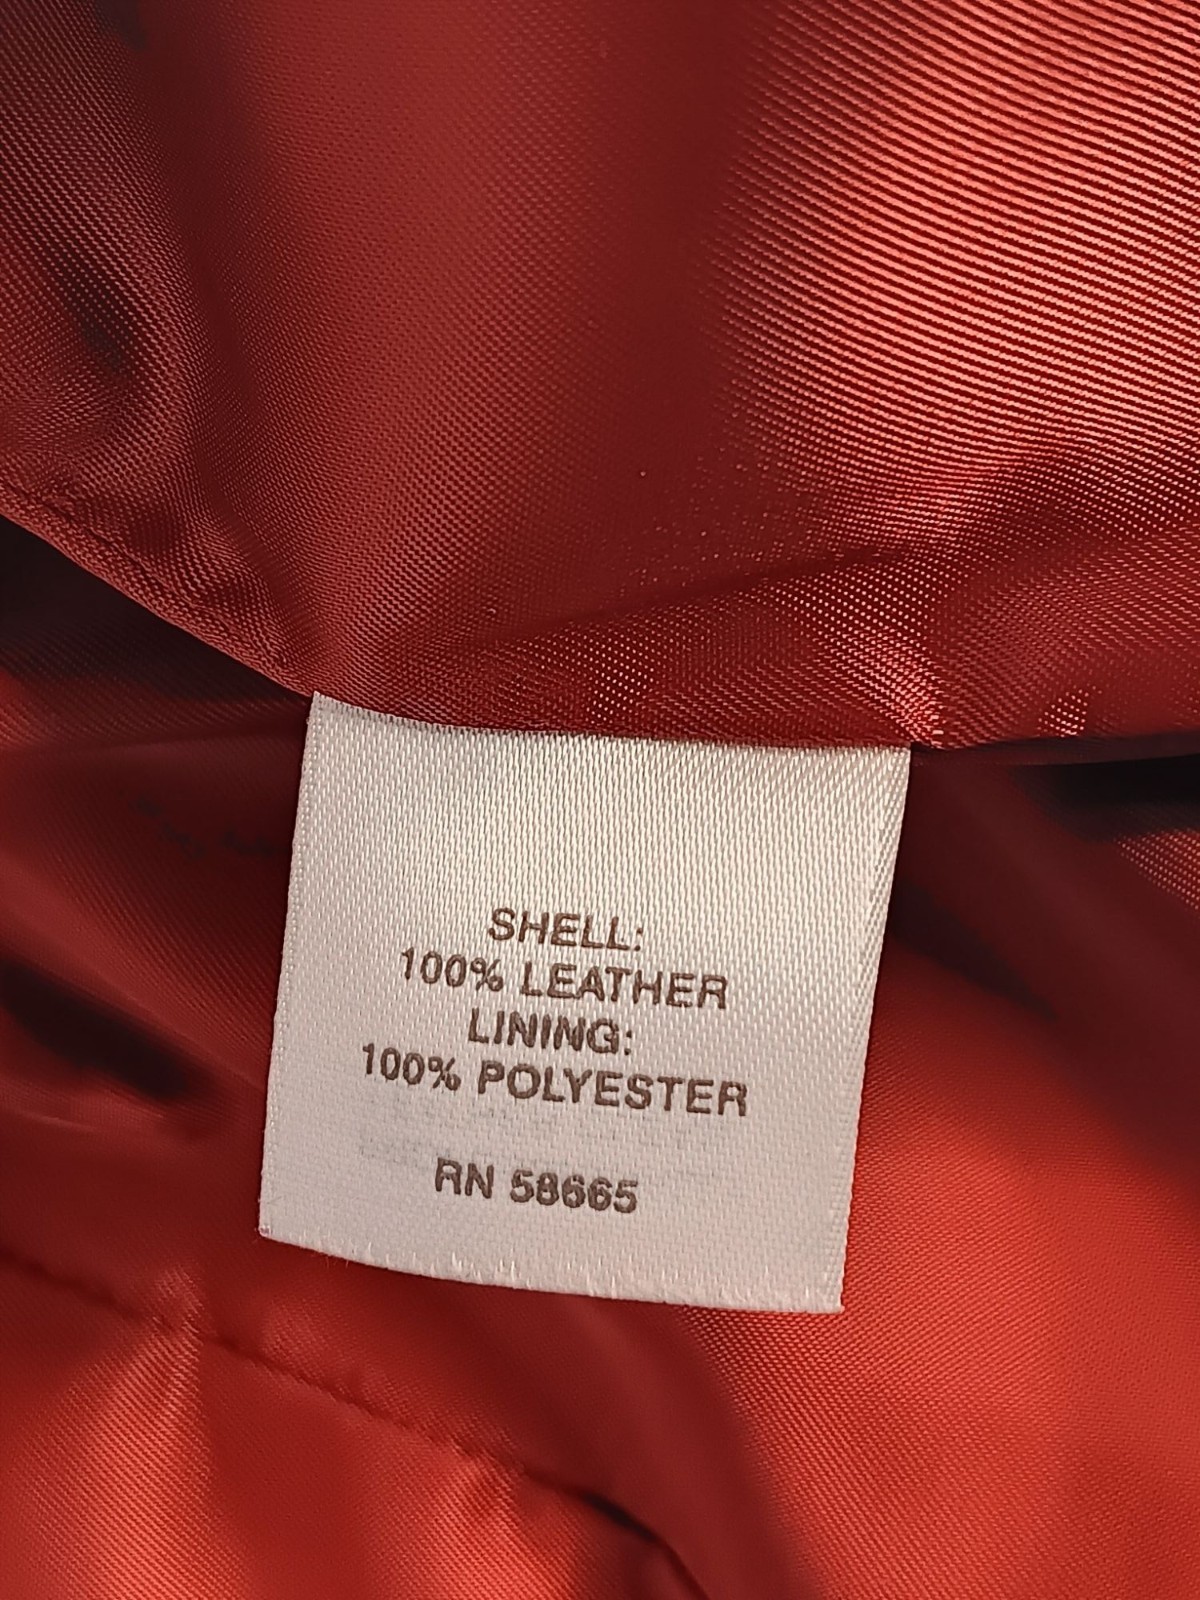 SHELL:
100% LEATHER
LINING:
100% POLYESTER
RN 58665